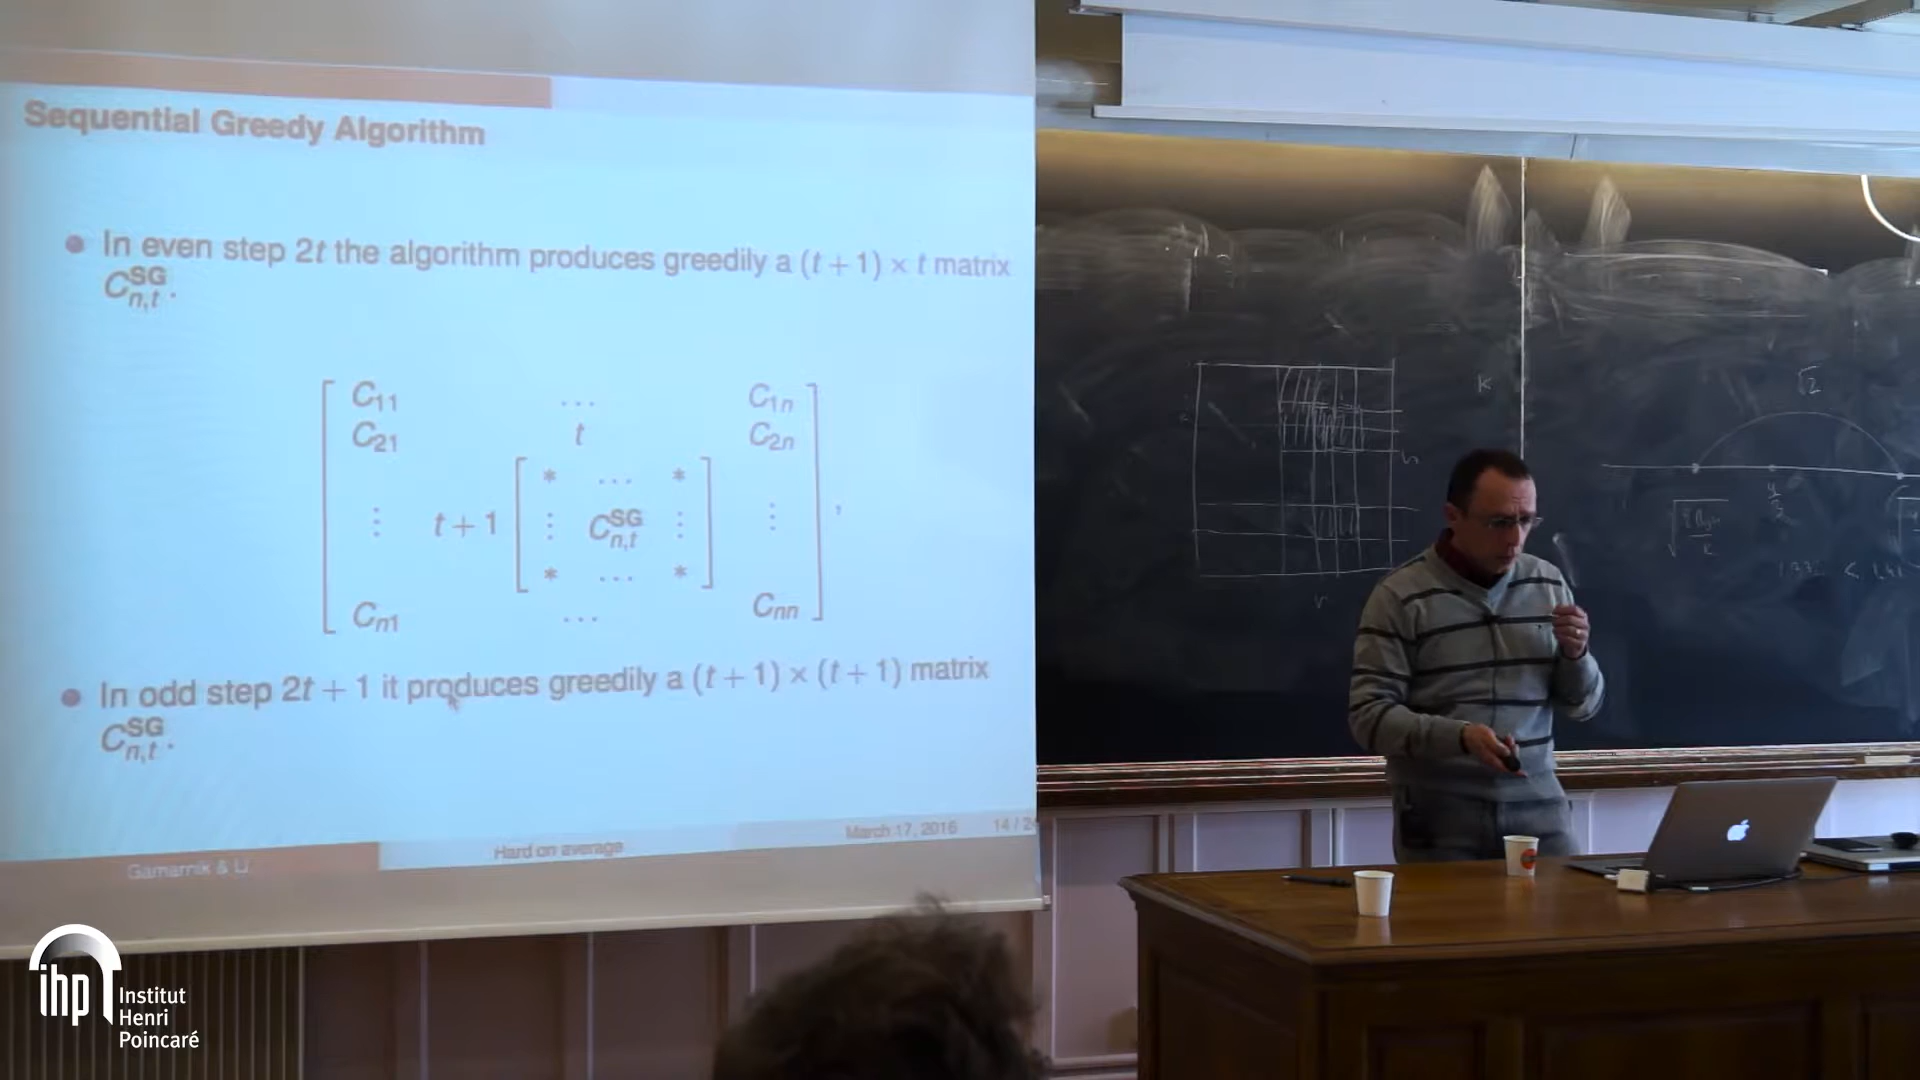 Sequential Greedy Algorithm
In even step 2t the algorithm produces greedily a (t + 1) × t matrix
C^SG_n,t.
C11 ... C1n
C21 t C2n
* ... *
⋮ t + 1 ⋮ C^SG_n,t ⋮ ⋮ ,
* ... *
Cn1 ... Cnn
In odd step 2t + 1 it produces greedily a (t + 1) × (t + 1) matrix
C^SG_n,t.
Gamarnik & Li Hard on average March 17, 2016 14 / 2
K
√2
ihp Institut
Henri
Poincaré